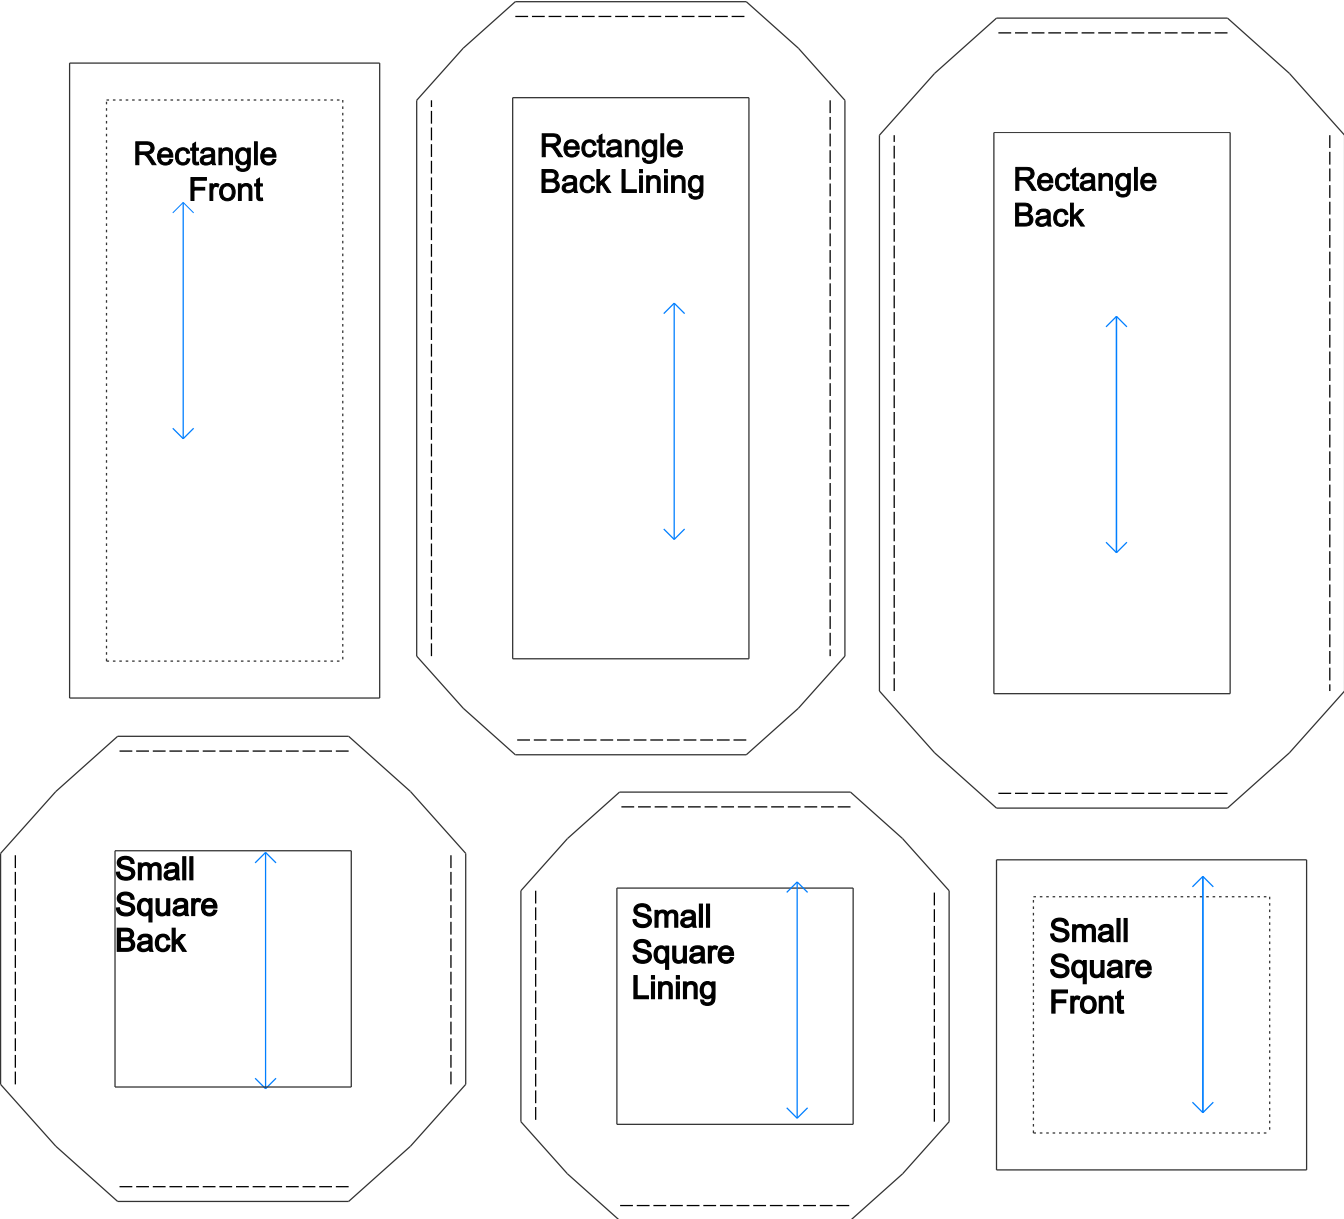 Rectangle
Front
Rectangle
Back Lining
Rectangle
Back
Small
Square
Back
Small
Square
Lining
Small
Square
Front